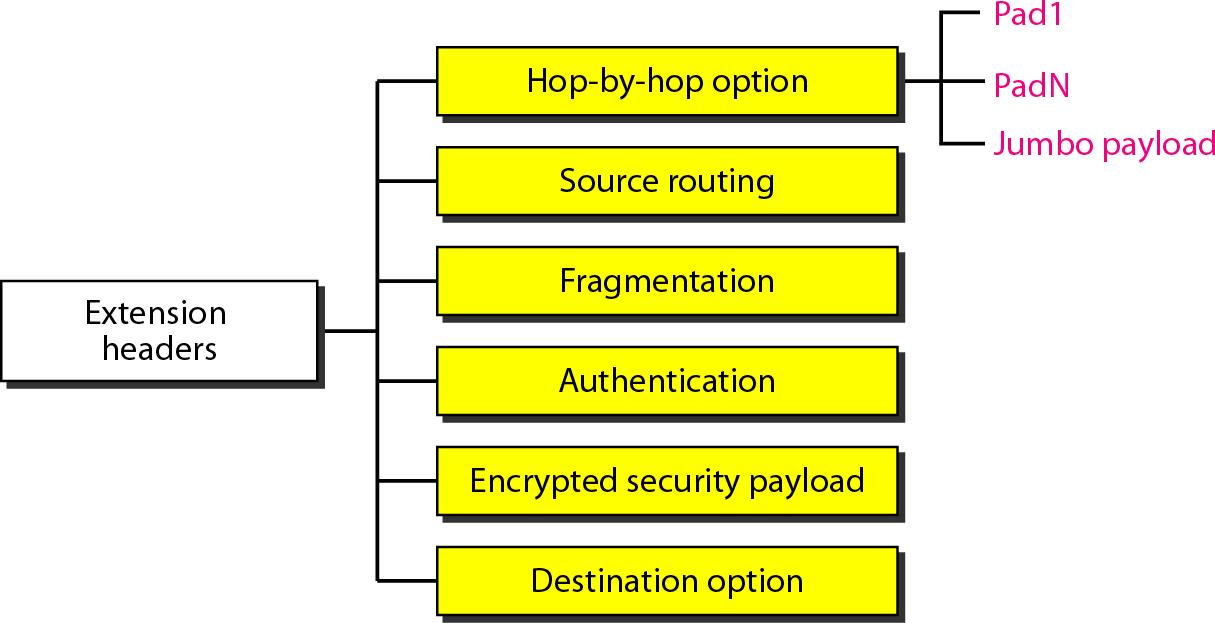 Pad1
Hop-by-hop option
PadN
Jumbo payload
Source routing
Fragmentation
Extension
headers
Authentication
Encrypted security payload
Destination option